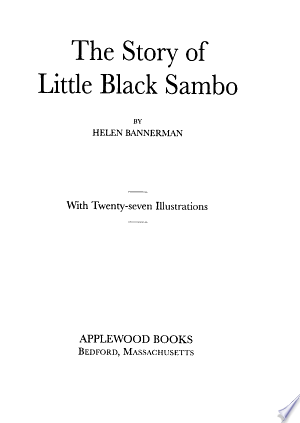 The Story of
Little Black Sambo
BY
HELEN BANNERMAN
With Twenty-seven Illustrations
APPLEWOOD BOOKS
BEDFORD, MASSACHUSETTS